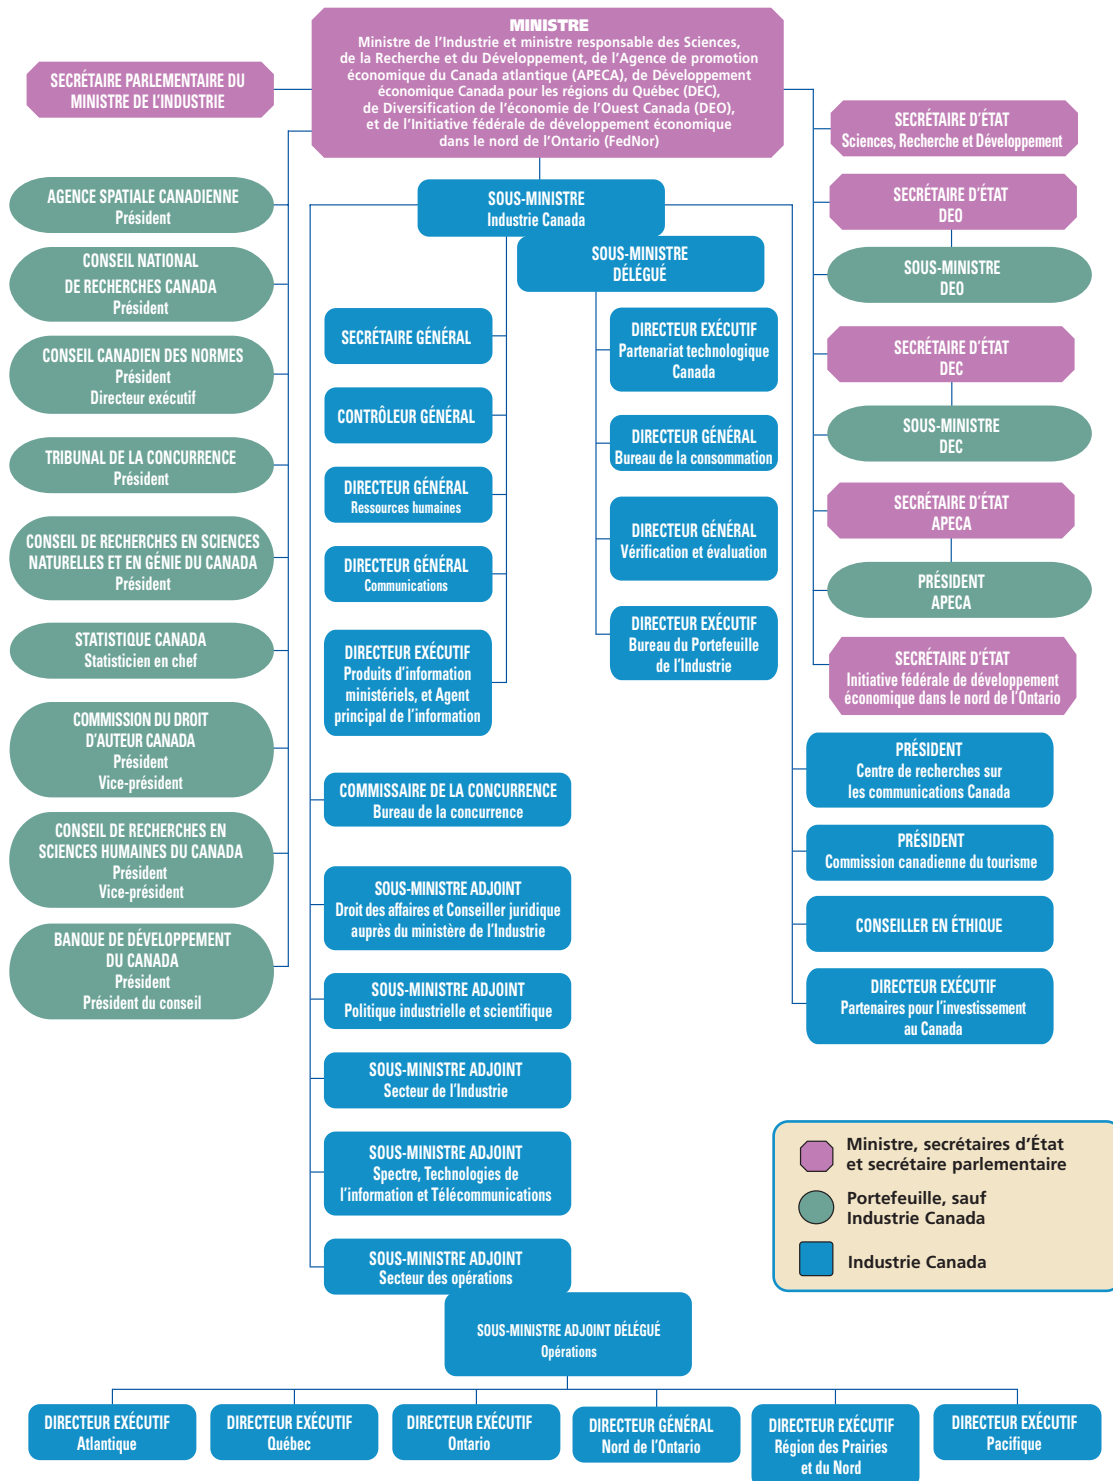 MINISTRE
Ministre de l'Industrie et ministre responsable des Sciences,
de la Recherche et du Développement, de l'Agence de promotion
économique du Canada atlantique (APECA), de Développement
économique Canada pour les régions du Québec (DEC),
de Diversification de l'économie de l'Ouest Canada (DEO),
et de l'Initiative fédérale de développement économique
dans le nord de l'Ontario (FedNor)
SECRÉTAIRE PARLEMENTAIRE DU
MINISTRE DE L'INDUSTRIE
AGENCE SPATIALE CANADIENNE
Président
CONSEIL NATIONAL
DE RECHERCHES CANADA
Président
CONSEIL CANADIEN DES NORMES
Président
Directeur exécutif
TRIBUNAL DE LA CONCURRENCE
Président
CONSEIL DE RECHERCHES EN SCIENCES
NATURELLES ET EN GÉNIE DU CANADA
Président
STATISTIQUE CANADA
Statisticien en chef
COMMISSION DU DROIT
D'AUTEUR CANADA
Président
Vice-président
CONSEIL DE RECHERCHES EN
SCIENCES HUMAINES DU CANADA
Président
Vice-président
BANQUE DE DÉVELOPPEMENT
DU CANADA
Président
Président du conseil
SOUS-MINISTRE
Industrie Canada
SOUS-MINISTRE
DÉLÉGUÉ
SECRÉTAIRE GÉNÉRAL
CONTRÔLEUR GÉNÉRAL
DIRECTEUR GÉNÉRAL
Ressources humaines
DIRECTEUR GÉNÉRAL
Communications
DIRECTEUR EXÉCUTIF
Produits d'information
ministériels, et Agent
principal de l'information
DIRECTEUR EXÉCUTIF
Partenariat technologique
Canada
DIRECTEUR GÉNÉRAL
Bureau de la consommation
DIRECTEUR GÉNÉRAL
Vérification et évaluation
DIRECTEUR EXÉCUTIF
Bureau du Portefeuille
de l'Industrie
COMMISSAIRE DE LA CONCURRENCE
Bureau de la concurrence
SOUS-MINISTRE ADJOINT
Droit des affaires et Conseiller juridique
auprès du ministère de l'Industrie
SOUS-MINISTRE ADJOINT
Politique industrielle et scientifique
SOUS-MINISTRE ADJOINT
Secteur de l'Industrie
SOUS-MINISTRE ADJOINT
Spectre, Technologies de
l'information et Télécommunications
SOUS-MINISTRE ADJOINT
Secteur des opérations
SECRÉTAIRE D'ÉTAT
Sciences, Recherche et Développement
SECRÉTAIRE D'ÉTAT
DEO
SOUS-MINISTRE
DEO
SECRÉTAIRE D'ÉTAT
DEC
SOUS-MINISTRE
DEC
SECRÉTAIRE D'ÉTAT
APECA
PRÉSIDENT
APECA
SECRÉTAIRE D'ÉTAT
Initiative fédérale de développement
économique dans le nord de l'Ontario
PRÉSIDENT
Centre de recherches sur
les communications Canada
PRÉSIDENT
Commission canadienne du tourisme
CONSEILLER EN ÉTHIQUE
DIRECTEUR EXÉCUTIF
Partenaires pour l'investissement
au Canada
Ministre, secrétaires d'État
et secrétaire parlementaire
Portefeuille, sauf
Industrie Canada
Industrie Canada
SOUS-MINISTRE ADJOINT DÉLÉGUÉ
Opérations
DIRECTEUR EXÉCUTIF
Atlantique
DIRECTEUR EXÉCUTIF
Québec
DIRECTEUR EXÉCUTIF
Ontario
DIRECTEUR GÉNÉRAL
Nord de l'Ontario
DIRECTEUR EXÉCUTIF
Région des Prairies
et du Nord
DIRECTEUR EXÉCUTIF
Pacifique